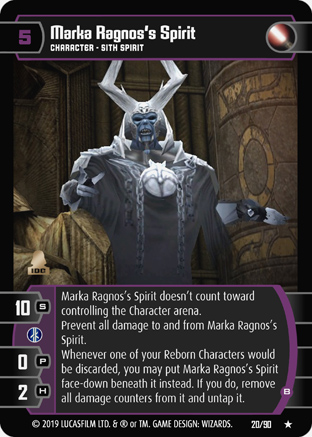 5
Marka Ragnos's Spirit
CHARACTER - SITH SPIRIT
IDC
10 S
0 P
2 H
Marka Ragnos's Spirit doesn't count toward
controlling the Character arena.
Prevent all damage to and from Marka Ragnos's
Spirit.
Whenever one of your Reborn Characters would
be discarded, you may put Marka Ragnos's Spirit
face-down beneath it instead. If you do, remove
all damage counters from it and untap it.
B
© 2019 LUCASFILM LTD. & ® or TM. GAME DESIGN: WIZARDS.
20/90 ★